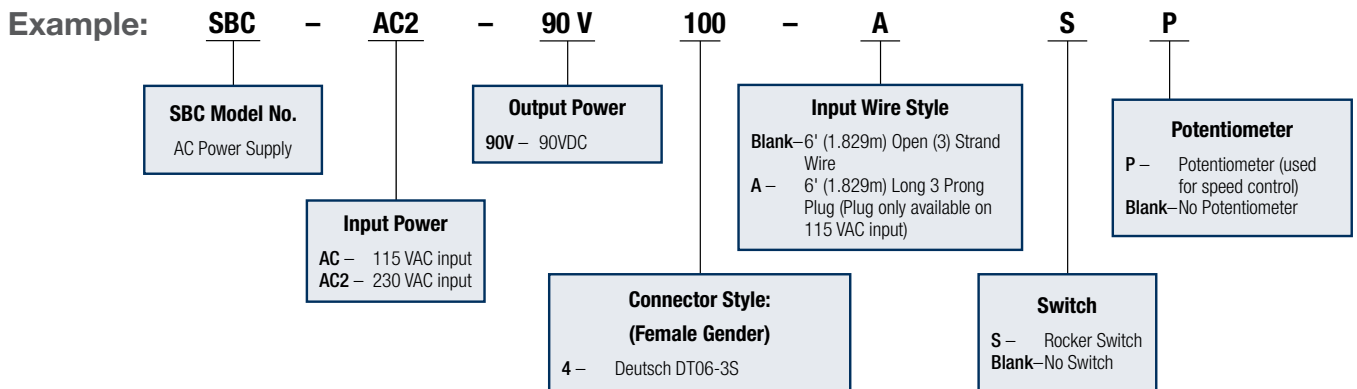 Example: SBC – AC2 – 90 V 100 – A S P
SBC Model No.
AC Power Supply
Output Power
90V – 90VDC
Input Wire Style
Blank–6' (1.829m) Open (3) Strand
Wire
A – 6' (1.829m) Long 3 Prong
Plug (Plug only available on
115 VAC input)
Potentiometer
P – Potentiometer (used
for speed control)
Blank–No Potentiometer
Input Power
AC – 115 VAC input
AC2 – 230 VAC input
Connector Style:
(Female Gender)
4 – Deutsch DT06-3S
Switch
S – Rocker Switch
Blank–No Switch